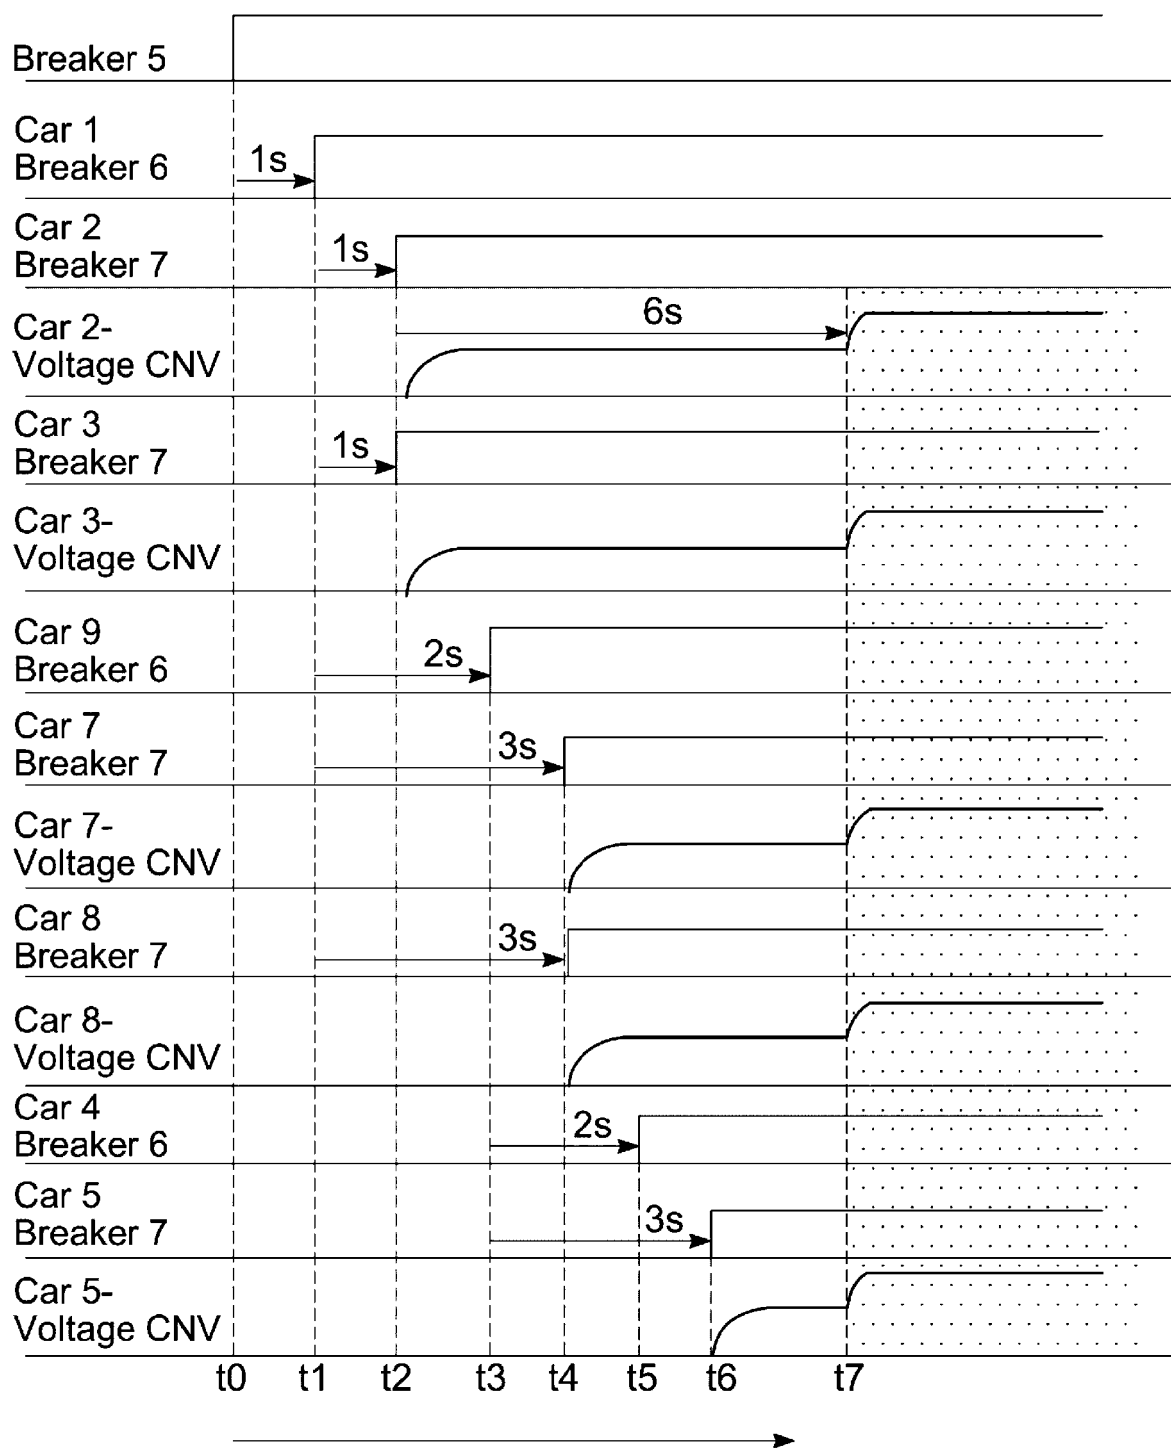 Breaker 5
Car 1
Breaker 6
1s
Car 2
Breaker 7
1s
Car 2-
Voltage CNV
6s
Car 3
Breaker 7
1s
Car 3-
Voltage CNV
Car 9
Breaker 6
2s
Car 7
Breaker 7
3s
Car 7-
Voltage CNV
Car 8
Breaker 7
3s
Car 8-
Voltage CNV
Car 4
Breaker 6
2s
Car 5
Breaker 7
3s
Car 5-
Voltage CNV
t0 t1 t2 t3 t4 t5 t6 t7